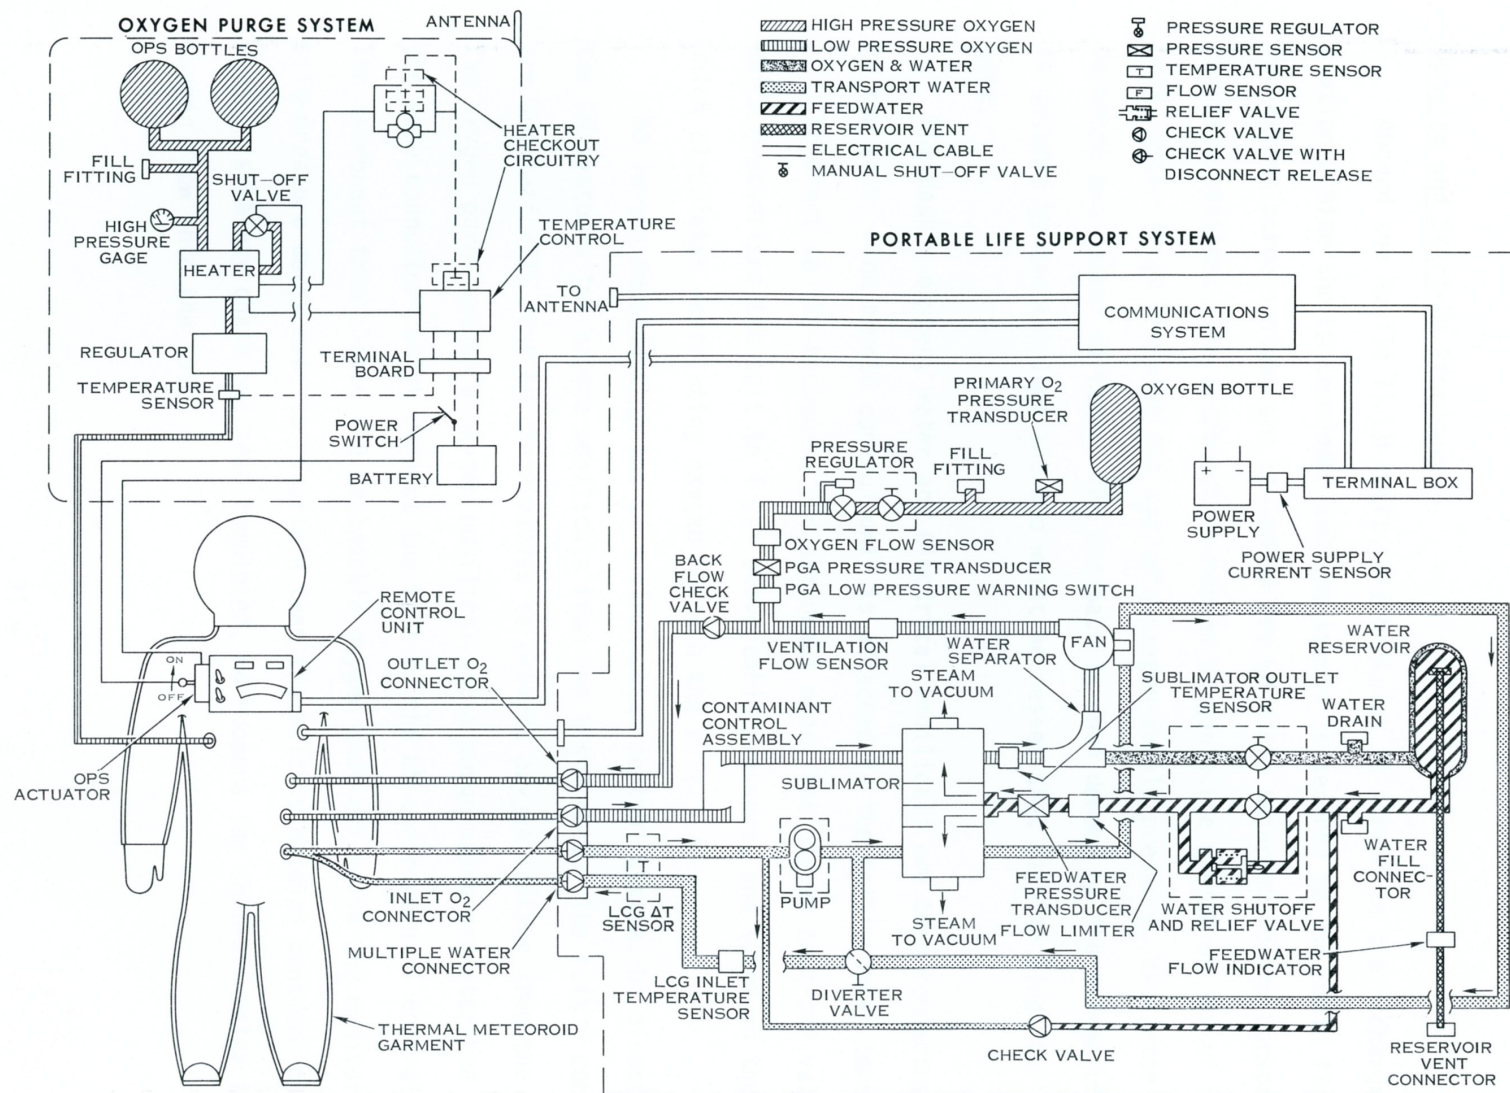 OXYGEN PURGE SYSTEM
ANTENNA
OPS BOTTLES
FILL
FITTING
SHUT-OFF
VALVE
HIGH
PRESSURE
GAGE
HEATER
HEATER
CHECKOUT
CIRCUITRY
TEMPERATURE
CONTROL
REGULATOR
TERMINAL
BOARD
TEMPERATURE
SENSOR
POWER
SWITCH
BATTERY
HIGH PRESSURE OXYGEN
LOW PRESSURE OXYGEN
OXYGEN & WATER
TRANSPORT WATER
FEEDWATER
RESERVOIR VENT
ELECTRICAL CABLE
MANUAL SHUT-OFF VALVE
PRESSURE REGULATOR
PRESSURE SENSOR
T TEMPERATURE SENSOR
F FLOW SENSOR
RELIEF VALVE
CHECK VALVE
CHECK VALVE WITH
DISCONNECT RELEASE
PORTABLE LIFE SUPPORT SYSTEM
TO
ANTENNA
COMMUNICATIONS
SYSTEM
PRIMARY O2
PRESSURE
TRANSDUCER
OXYGEN BOTTLE
PRESSURE
REGULATOR
FILL
FITTING
+ −
POWER
SUPPLY
TERMINAL BOX
POWER SUPPLY
CURRENT SENSOR
OXYGEN FLOW SENSOR
PGA PRESSURE TRANSDUCER
PGA LOW PRESSURE WARNING SWITCH
BACK
FLOW
CHECK
VALVE
VENTILATION
FLOW SENSOR
WATER
SEPARATOR
FAN
WATER
RESERVOIR
REMOTE
CONTROL
UNIT
ON
OFF
OUTLET O2
CONNECTOR
STEAM
TO VACUUM
SUBLIMATOR OUTLET
TEMPERATURE
SENSOR
WATER
DRAIN
CONTAMINANT
CONTROL
ASSEMBLY
SUBLIMATOR
OPS
ACTUATOR
T
INLET O2
CONNECTOR
LCG ΔT
SENSOR
PUMP
STEAM
TO VACUUM
FEEDWATER
PRESSURE
TRANSDUCER
FLOW LIMITER
WATER SHUTOFF
AND RELIEF VALVE
WATER
FILL
CONNEC-
TOR
MULTIPLE WATER
CONNECTOR
FEEDWATER
FLOW INDICATOR
LCG INLET
TEMPERATURE
SENSOR
DIVERTER
VALVE
THERMAL METEOROID
GARMENT
CHECK VALVE
RESERVOIR
VENT
CONNECTOR